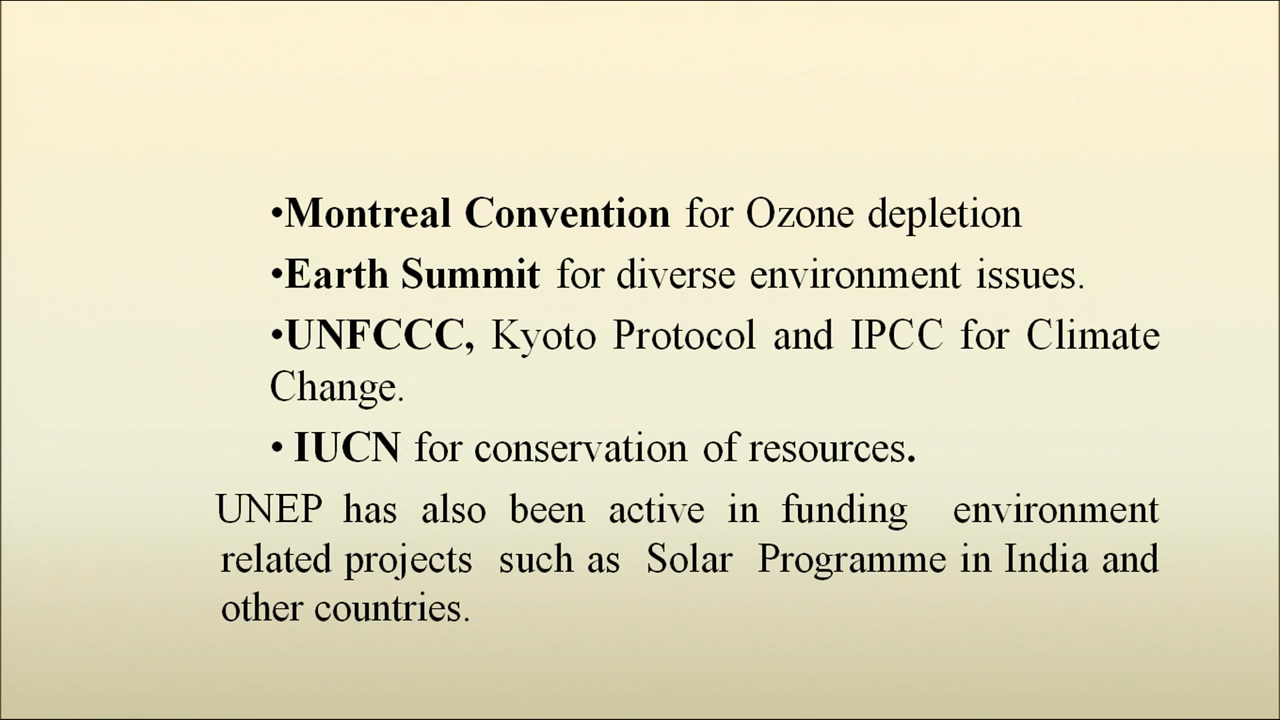 •Montreal Convention for Ozone depletion
•Earth Summit for diverse environment issues.
•UNFCCC, Kyoto Protocol and IPCC for Climate
Change.
• IUCN for conservation of resources.
UNEP has also been active in funding environment
related projects such as Solar Programme in India and
other countries.